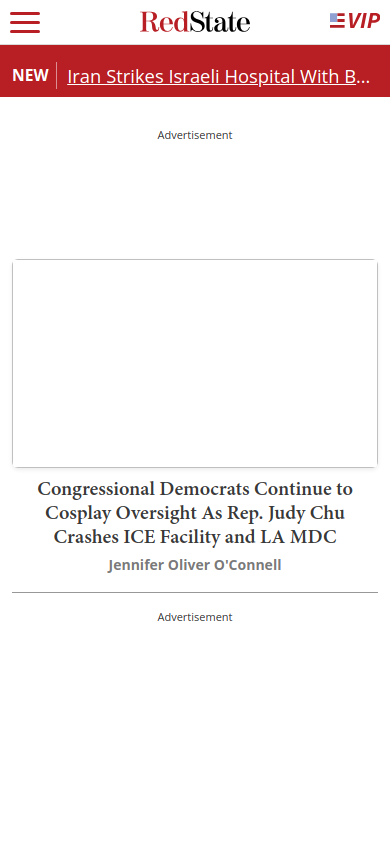 RedState
VIP
NEW
Iran Strikes Israeli Hospital With B...
Advertisement
Congressional Democrats Continue to
Cosplay Oversight As Rep. Judy Chu
Crashes ICE Facility and LA MDC
Jennifer Oliver O'Connell
Advertisement